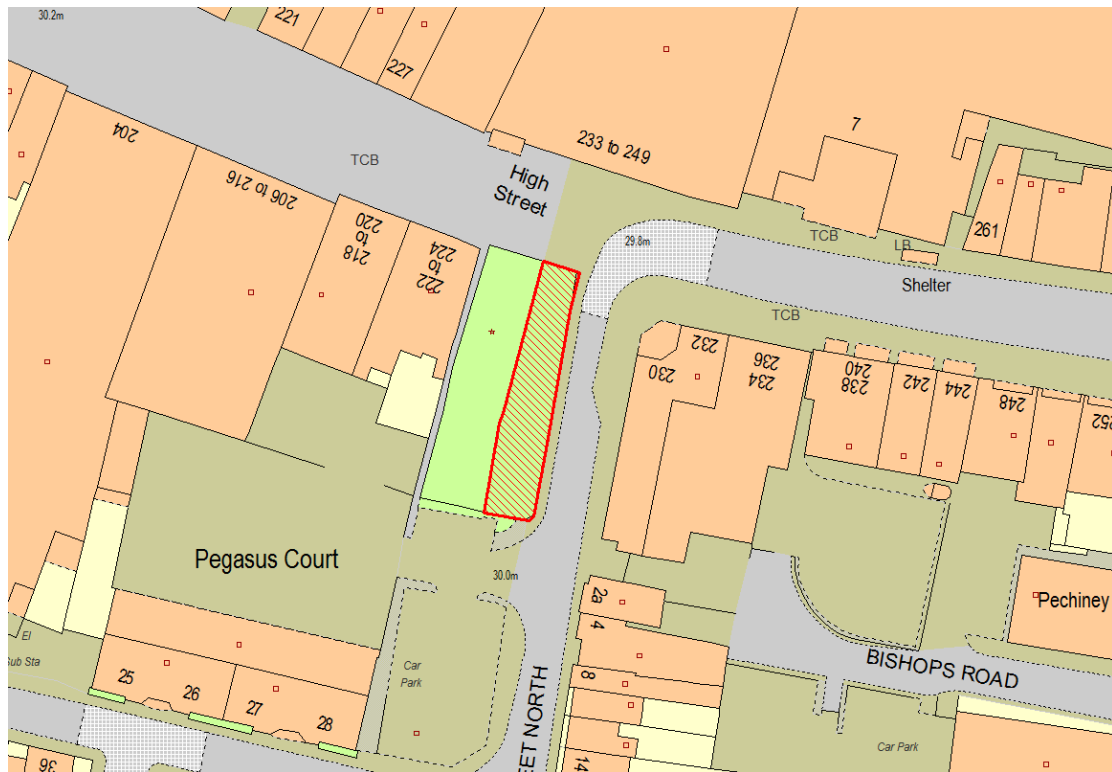 30.2m
221
227
204
TCB
206 to 216
218
to
220
222
to
224
High
Street
233 to 249
7
261
29.8m
TCB
LB
Shelter
TCB
232
230
236
234
240
238
242
244
248
252
Pegasus Court
30.0m
2a
4
8
14
EET NORTH
BISHOPS ROAD
Pechiney
El
Sub Sta
25
26
27
28
Car
Park
Car Park
36